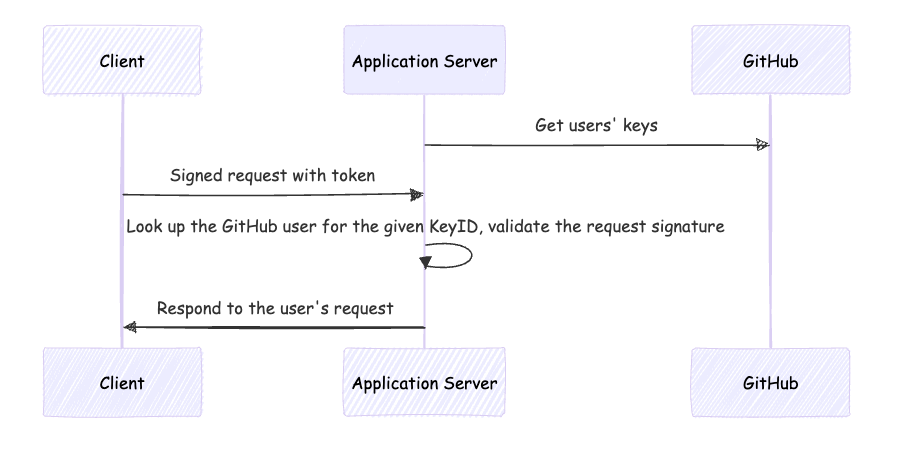 Client
Application Server
GitHub
Get users' keys
Signed request with token
Look up the GitHub user for the given KeyID, validate the request signature
Respond to the user's request
Client
Application Server
GitHub